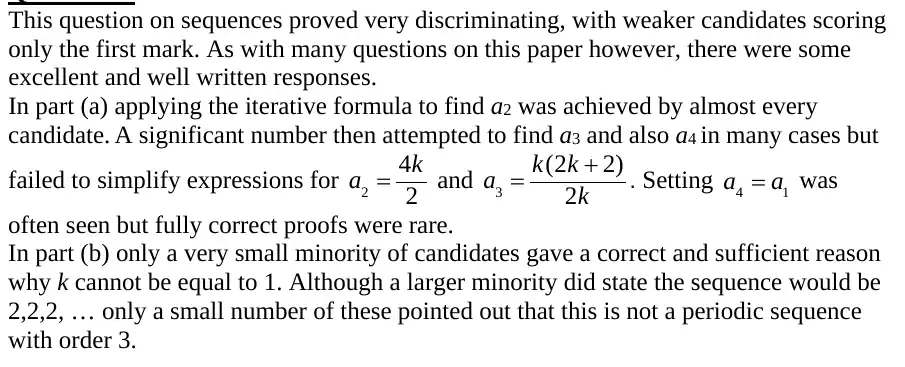 This question on sequences proved very discriminating, with weaker candidates scoring
only the first mark. As with many questions on this paper however, there were some
excellent and well written responses.
In part (a) applying the iterative formula to find a2 was achieved by almost every
candidate. A significant number then attempted to find a3 and also a4 in many cases but
failed to simplify expressions for a₂ = 4k/2 and a₃ = k(2k + 2)/2k. Setting a₄ = a₁ was
often seen but fully correct proofs were rare.
In part (b) only a very small minority of candidates gave a correct and sufficient reason
why k cannot be equal to 1. Although a larger minority did state the sequence would be
2,2,2, … only a small number of these pointed out that this is not a periodic sequence
with order 3.